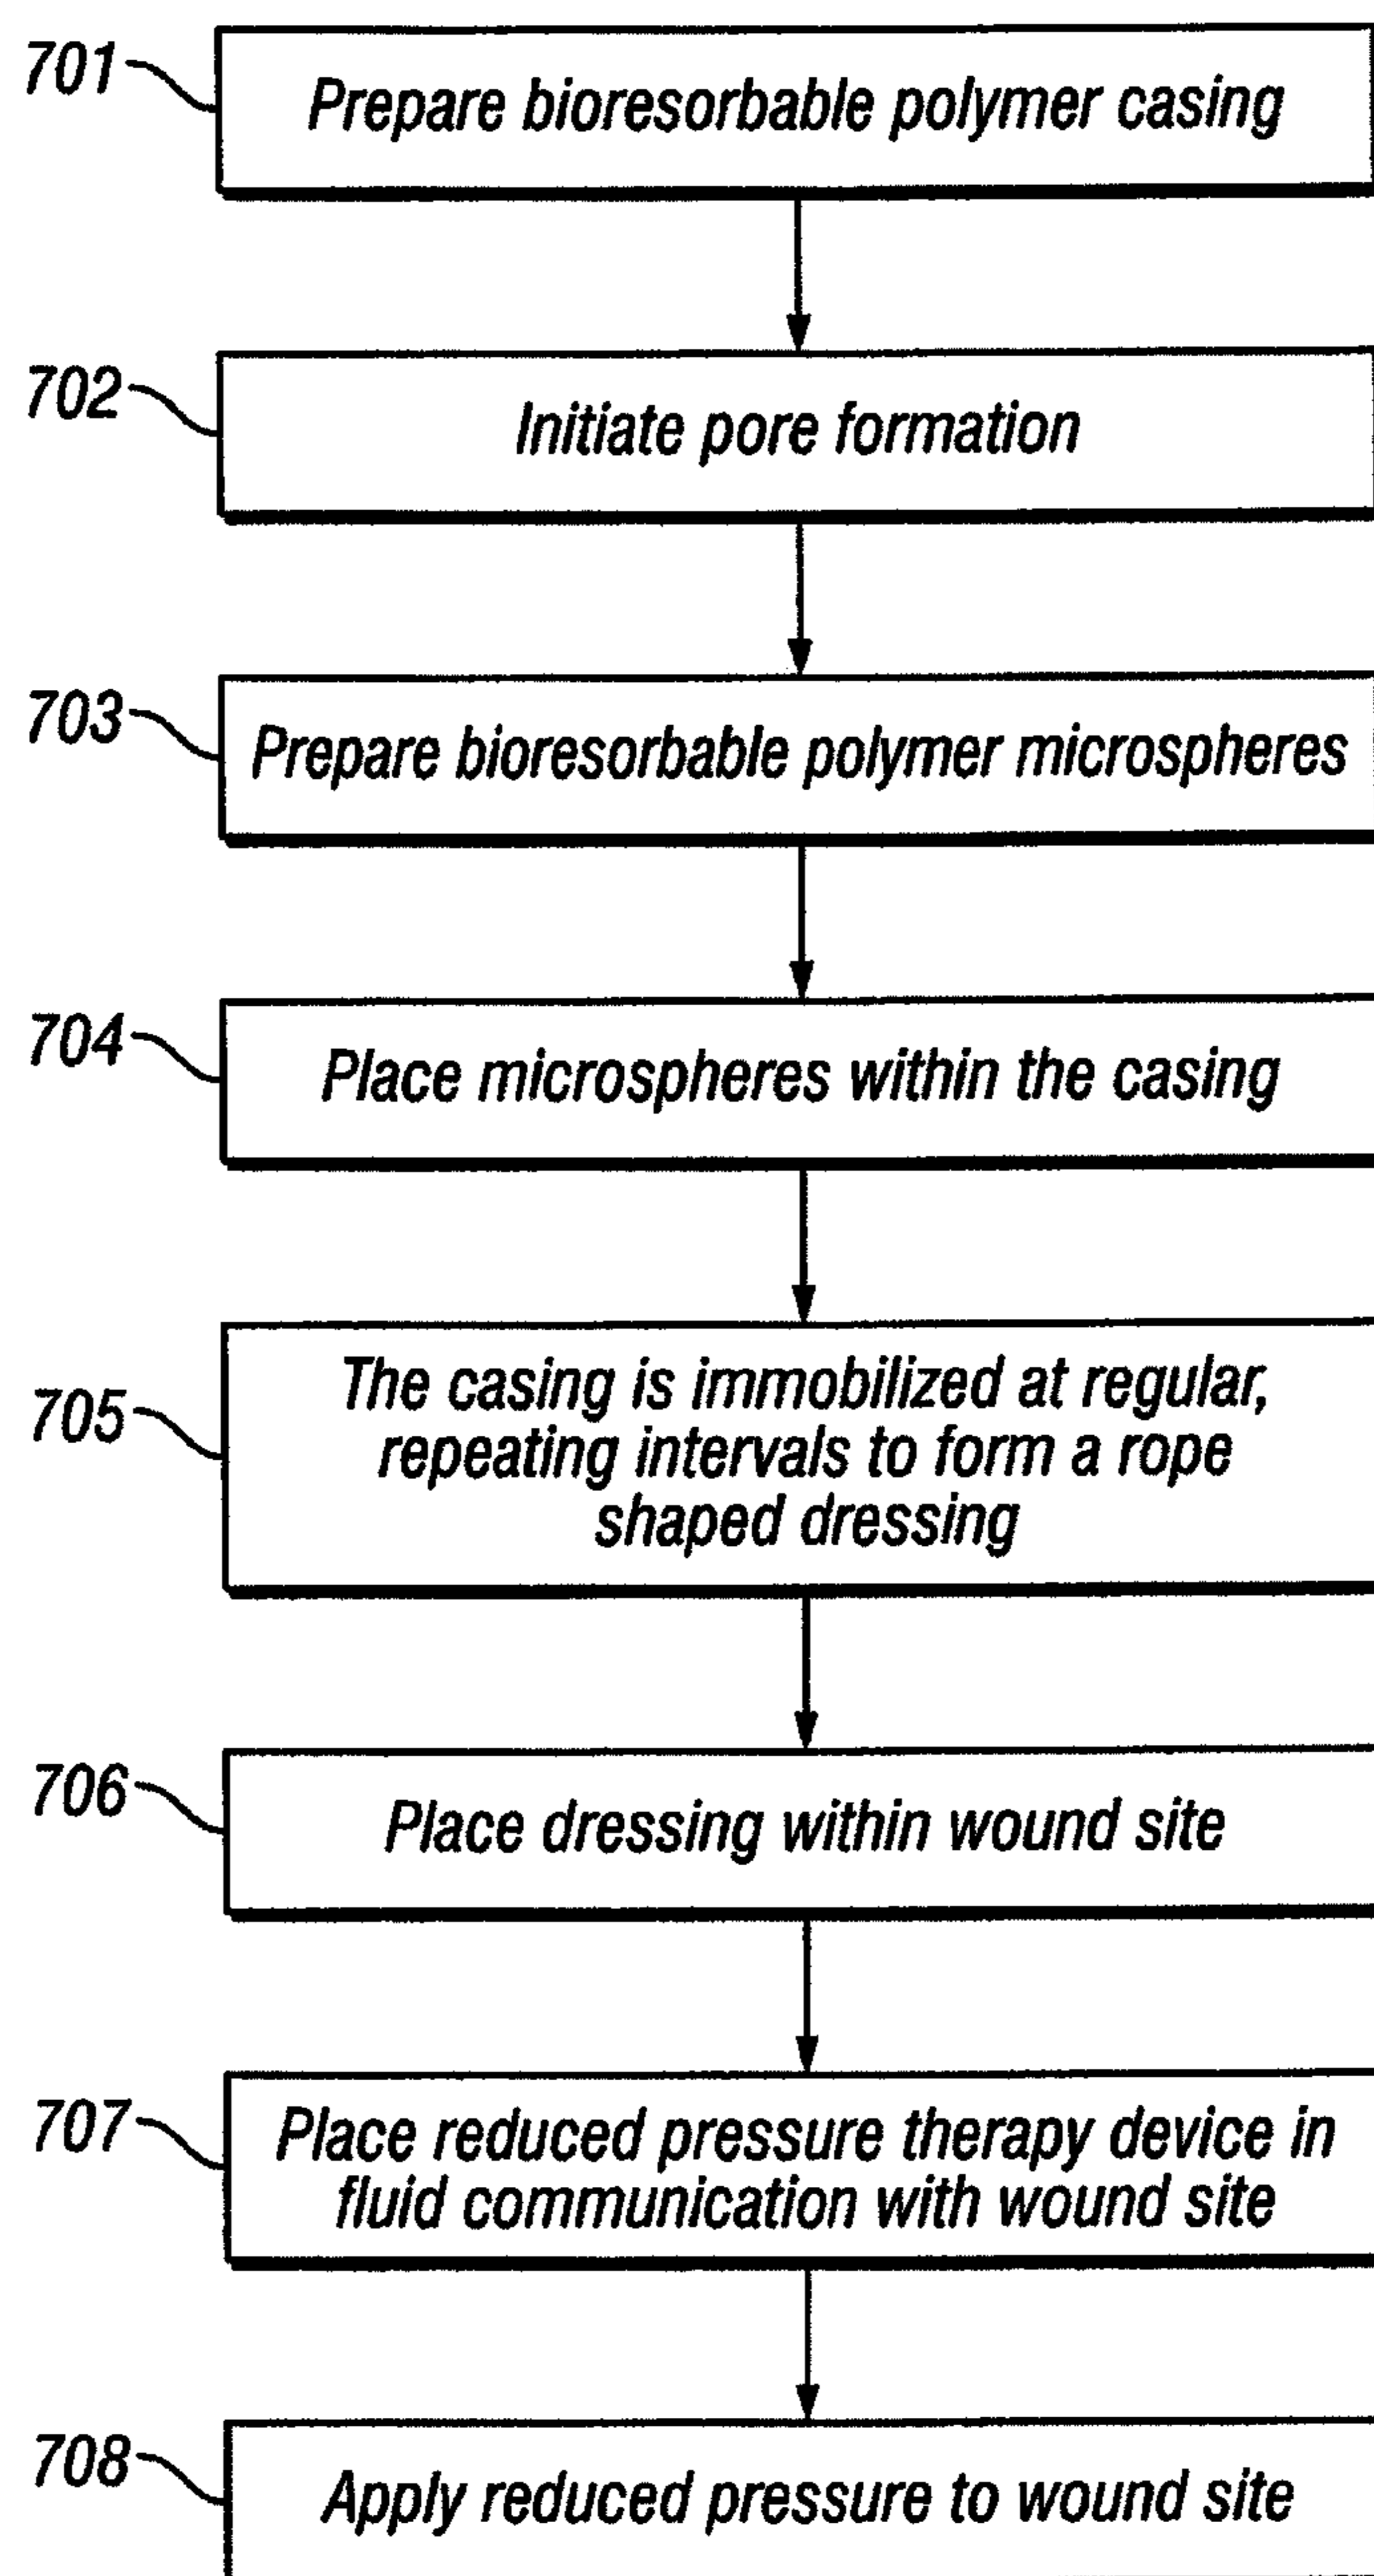 701
Prepare bioresorbable polymer casing
702
Initiate pore formation
703
Prepare bioresorbable polymer microspheres
704
Place microspheres within the casing
705
The casing is immobilized at regular,
repeating intervals to form a rope
shaped dressing
706
Place dressing within wound site
707
Place reduced pressure therapy device in
fluid communication with wound site
708
Apply reduced pressure to wound site